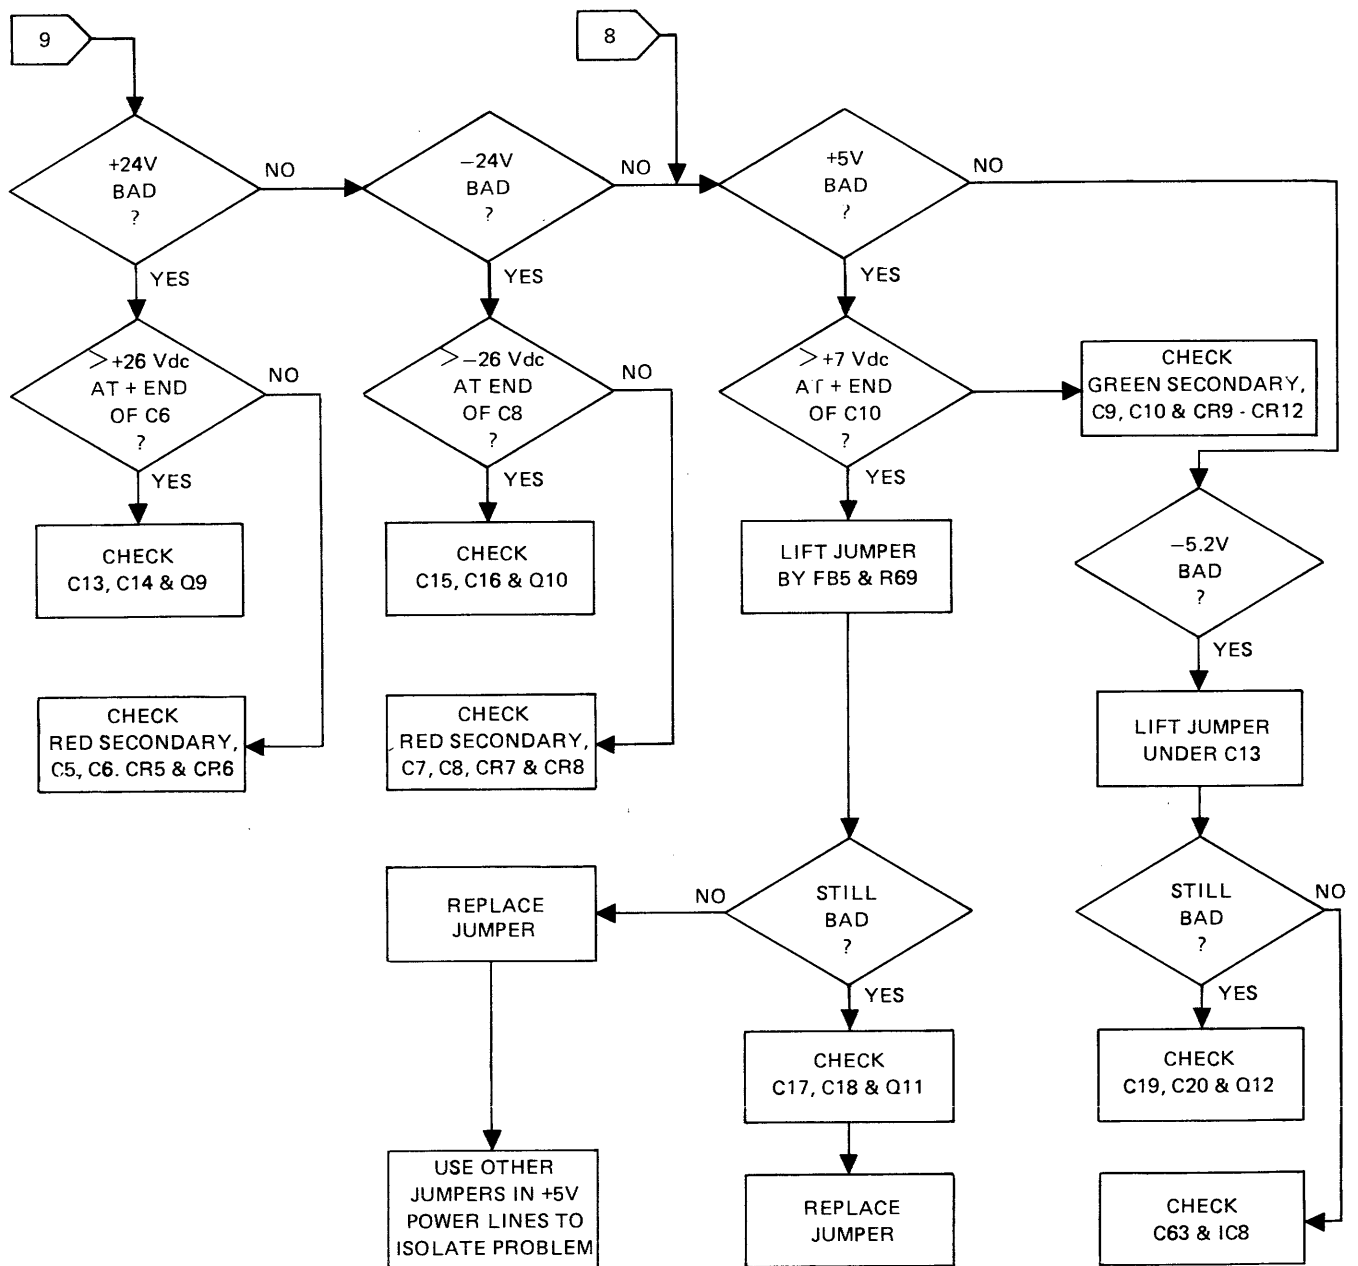 9
8
+24V
BAD
?
NO
−24V
BAD
?
NO
+5V
BAD
?
NO
YES
YES
YES
>+26 Vdc
AT + END
OF C6
?
NO
>−26 Vdc
AT END
OF C8
?
NO
>+7 Vdc
AT + END
OF C10
?
CHECK
GREEN SECONDARY,
C9, C10 & CR9 - CR12
YES
YES
YES
CHECK
C13, C14 & Q9
CHECK
C15, C16 & Q10
LIFT JUMPER
BY FB5 & R69
−5.2V
BAD
?
YES
CHECK
RED SECONDARY,
C5, C6. CR5 & CR6
CHECK
RED SECONDARY,
C7, C8, CR7 & CR8
LIFT JUMPER
UNDER C13
REPLACE
JUMPER
NO
STILL
BAD
?
STILL
BAD
?
NO
YES
YES
CHECK
C17, C18 & Q11
CHECK
C19, C20 & Q12
USE OTHER
JUMPERS IN +5V
POWER LINES TO
ISOLATE PROBLEM
REPLACE
JUMPER
CHECK
C63 & IC8